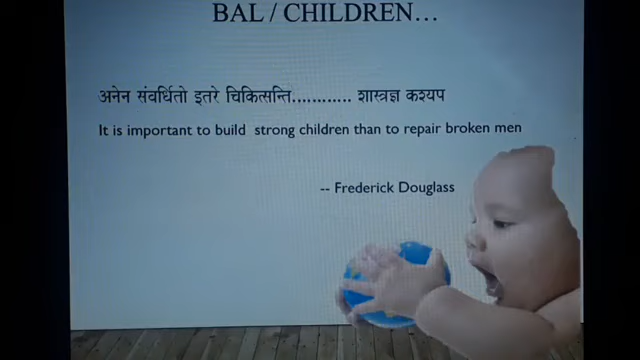 BAL / CHILDREN...
अनेन संवर्धितो इतरे चिकित्सन्ति............ शास्त्रज्ञ कश्यप
It is important to build strong children than to repair broken men
-- Frederick Douglass